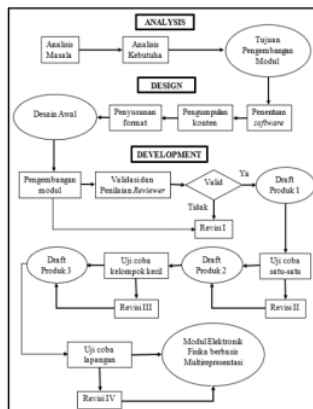 ANALYSIS
Analisis
Masala
Analisis
Kebutuha
Tujuan
Pengembangan
Modul
DESIGN
Desain Awal
Penyusunan
format
Pengumpulan
konten
Penentuan
software
DEVELOPMENT
Pengembangan
modul
Validasi dan
Penilaian Reviewer
Valid
Ya
Tidak
Draft
Produk 1
Revisi I
Draft
Produk 3
Uji coba
kelompok kecil
Draft
Produk 2
Uji coba
satu-satu
Revisi III
Revisi II
Uji coba
lapangan
Modul Elektronik
Fisika berbasis
Multirepresentasi
Revisi IV